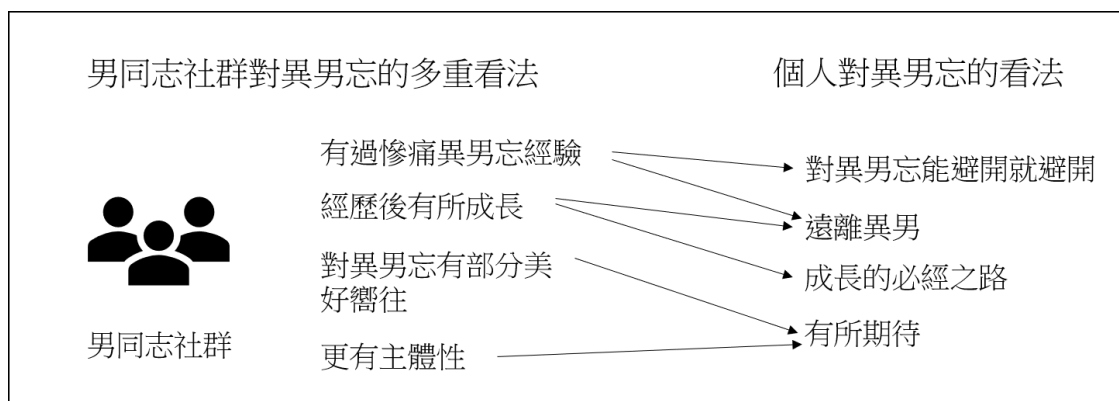 男同志社群對異男忘的多重看法
個人對異男忘的看法
有過慘痛異男忘經驗
經歷後有所成長
對異男忘有部分美
好嚮往
更有主體性
男同志社群
對異男忘能避開就避開
遠離異男
成長的必經之路
有所期待